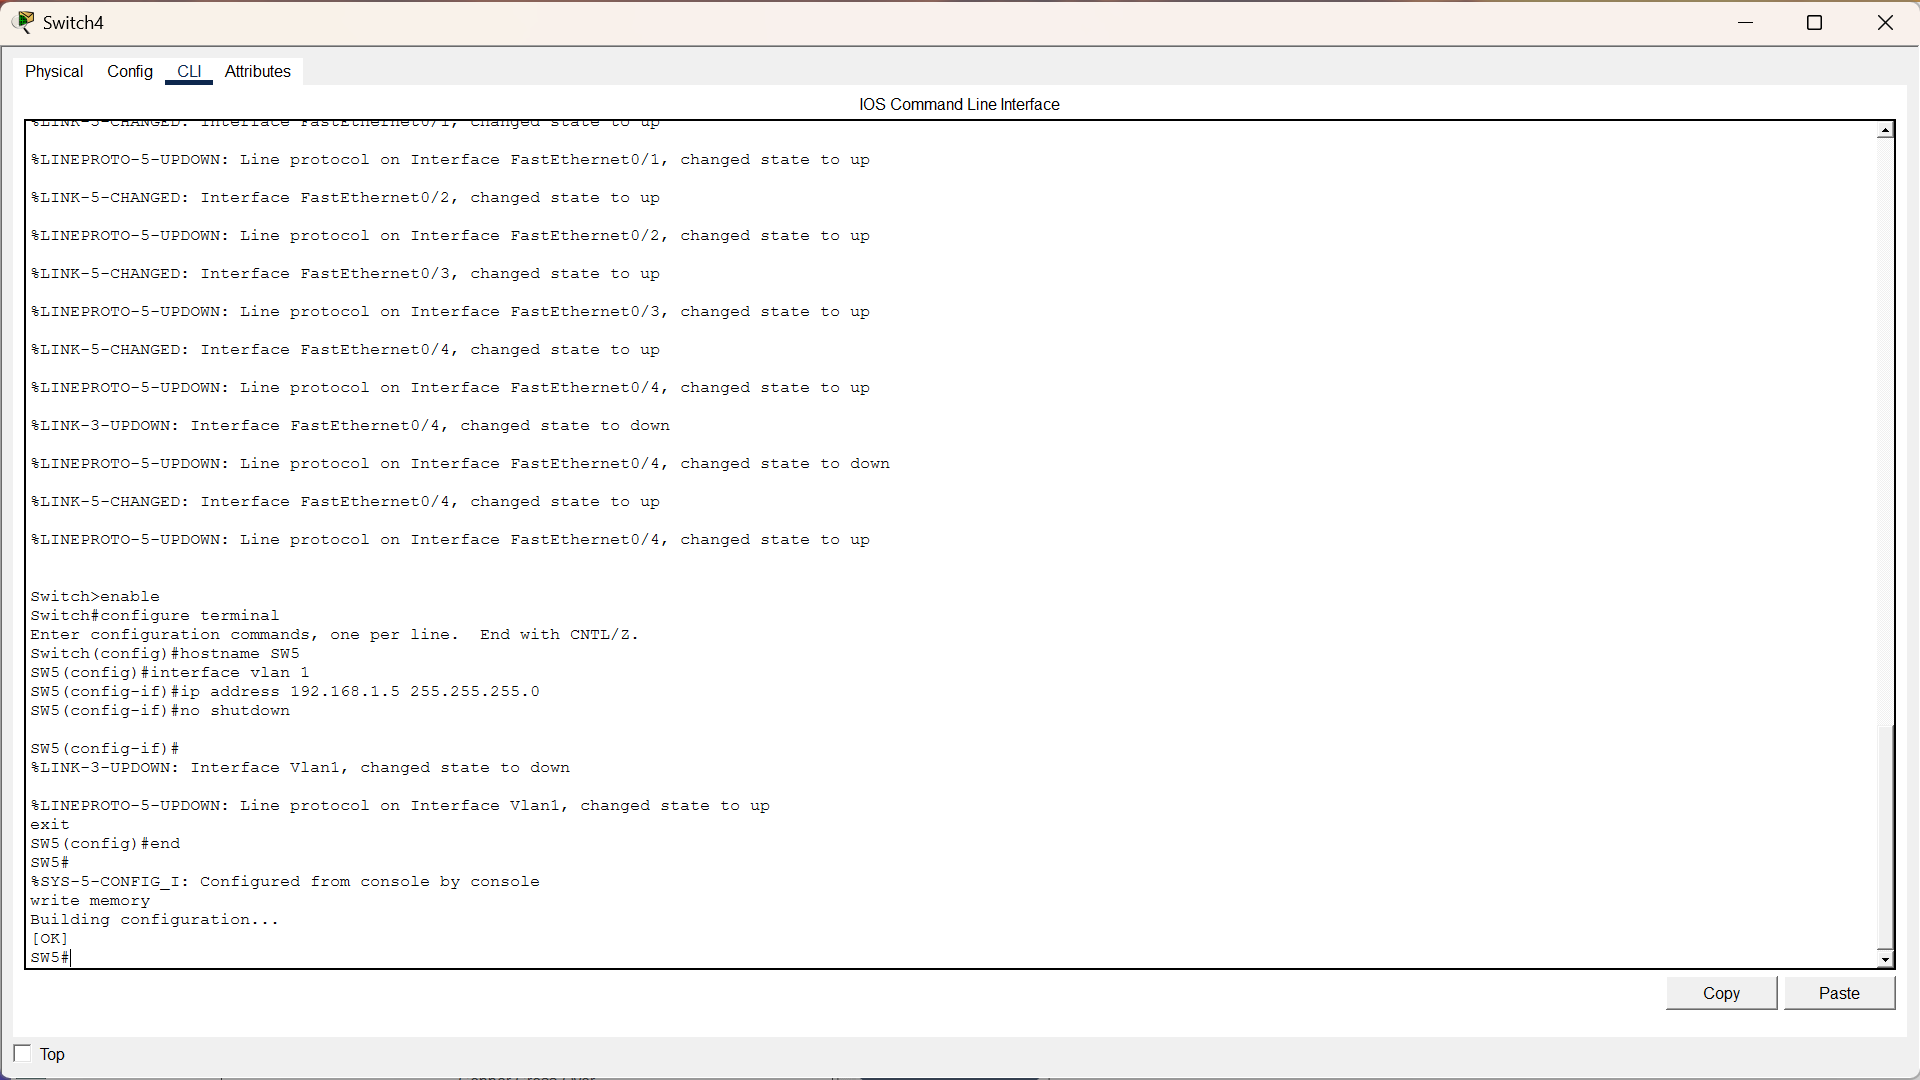 Switch4
Physical Config CLI Attributes
IOS Command Line Interface
%LINK-5-CHANGED: Interface FastEthernet0/1, changed state to up
%LINEPROTO-5-UPDOWN: Line protocol on Interface FastEthernet0/1, changed state to up
%LINK-5-CHANGED: Interface FastEthernet0/2, changed state to up
%LINEPROTO-5-UPDOWN: Line protocol on Interface FastEthernet0/2, changed state to up
%LINK-5-CHANGED: Interface FastEthernet0/3, changed state to up
%LINEPROTO-5-UPDOWN: Line protocol on Interface FastEthernet0/3, changed state to up
%LINK-5-CHANGED: Interface FastEthernet0/4, changed state to up
%LINEPROTO-5-UPDOWN: Line protocol on Interface FastEthernet0/4, changed state to up
%LINK-3-UPDOWN: Interface FastEthernet0/4, changed state to down
%LINEPROTO-5-UPDOWN: Line protocol on Interface FastEthernet0/4, changed state to down
%LINK-5-CHANGED: Interface FastEthernet0/4, changed state to up
%LINEPROTO-5-UPDOWN: Line protocol on Interface FastEthernet0/4, changed state to up
Switch>enable
Switch#configure terminal
Enter configuration commands, one per line.  End with CNTL/Z.
Switch(config)#hostname SW5
SW5(config)#interface vlan 1
SW5(config-if)#ip address 192.168.1.5 255.255.255.0
SW5(config-if)#no shutdown
SW5(config-if)#
%LINK-3-UPDOWN: Interface Vlan1, changed state to down
%LINEPROTO-5-UPDOWN: Line protocol on Interface Vlan1, changed state to up
exit
SW5(config)#end
SW5#
%SYS-5-CONFIG_I: Configured from console by console
write memory
Building configuration...
[OK]
SW5#
Copy Paste
Top